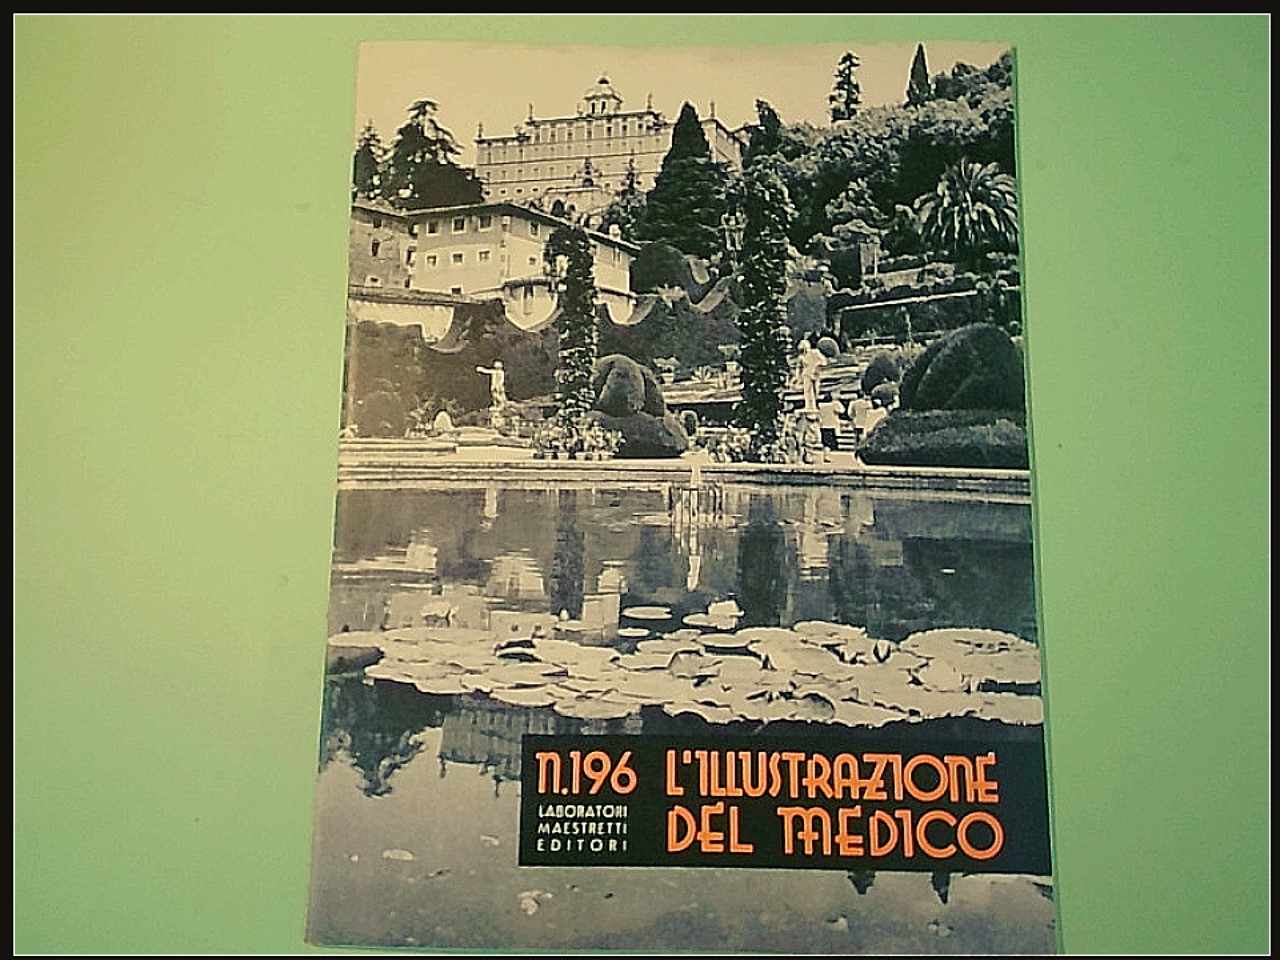 n.196
LABORATORI
MAESTRETTI
EDITORI
L'ILLUSTRAZIONE
DEL MEDICO